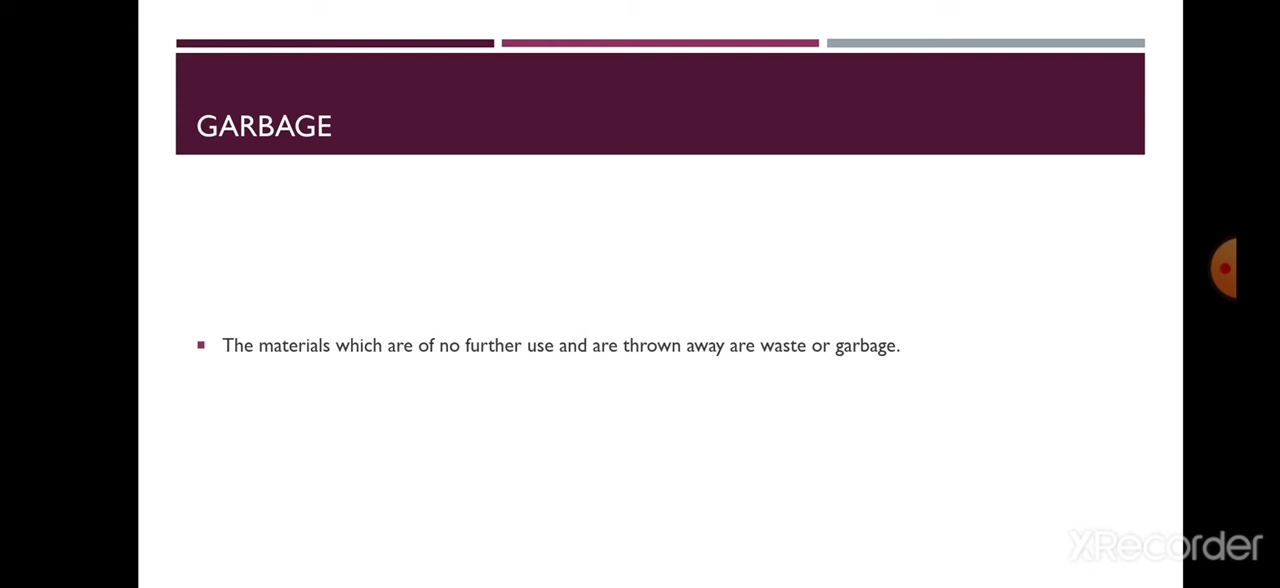 GARBAGE
The materials which are of no further use and are thrown away are waste or garbage.
XRecorder